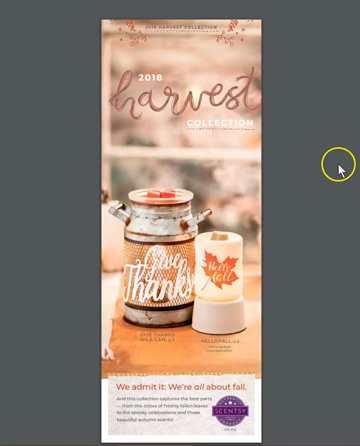 2018 HARVEST COLLECTION
2018
harvest
COLLECTION
Give
Thanks
Hello
fall
GIVE THANKS
MILK CAN
HELLO FALL
We admit it: We're all about fall.
And this collection captures the best parts
— from the colors of freshly fallen leaves
to the spooky celebrations and those
beautiful autumn scents!
SCENTSY